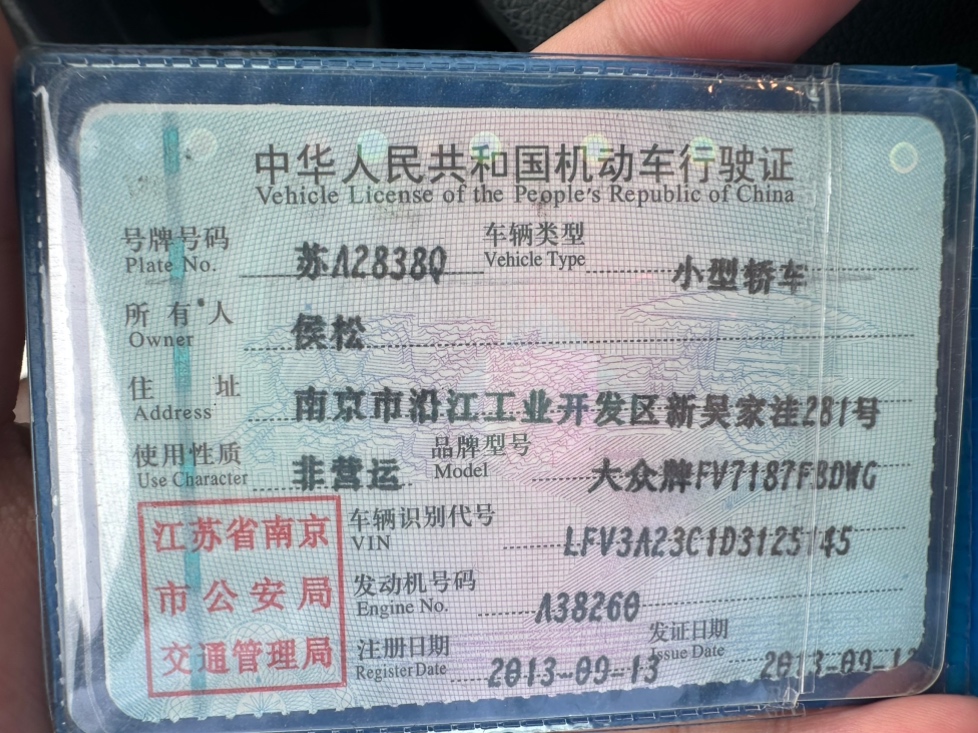 中华人民共和国机动车行驶证
Vehicle License of the People's Republic of China
号牌号码 苏A2838Q 车辆类型 小型轿车
Plate No. Vehicle Type
所有人 侯松
Owner
住址 南京市沿江工业开发区新吴家洼281号
Address
使用性质 非营运 品牌型号 大众牌FV7187FBDWG
Use Character Model
江苏省南京
市公安局
交通管理局
车辆识别代号 LFV3A23C1D3125145
VIN
发动机号码 A38260
Engine No.
注册日期 2013-09-13 发证日期 2013-09-13
Register Date Issue Date